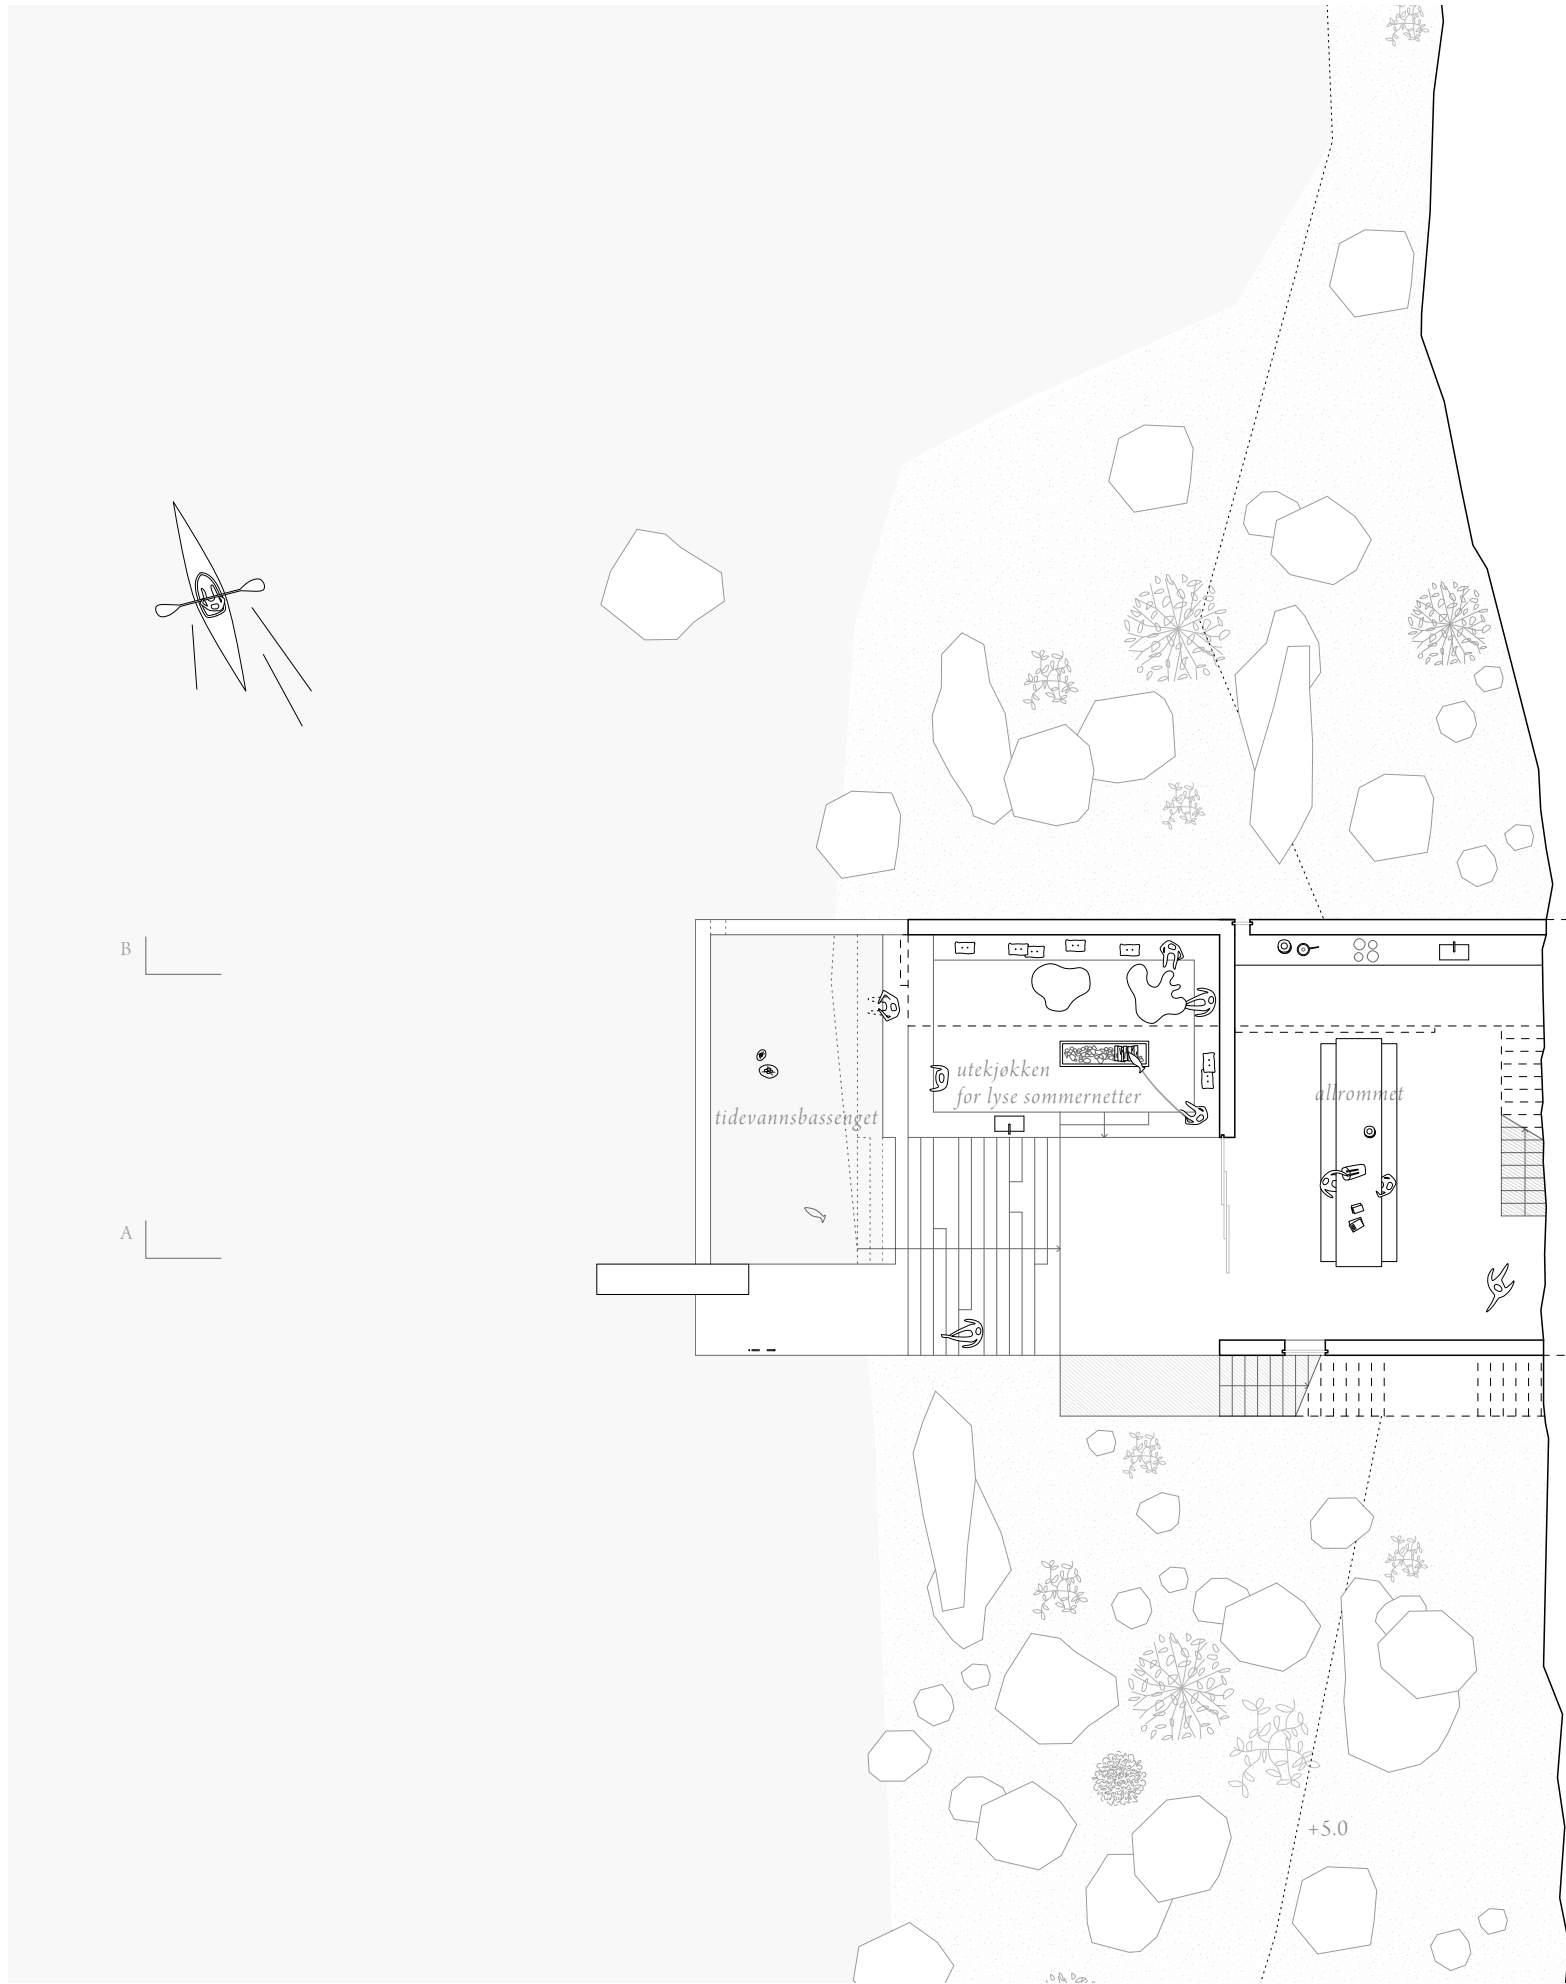 B
utekjøkken
for lyse sommernetter
allrommet
tidevannsbassenget
A
+5.0